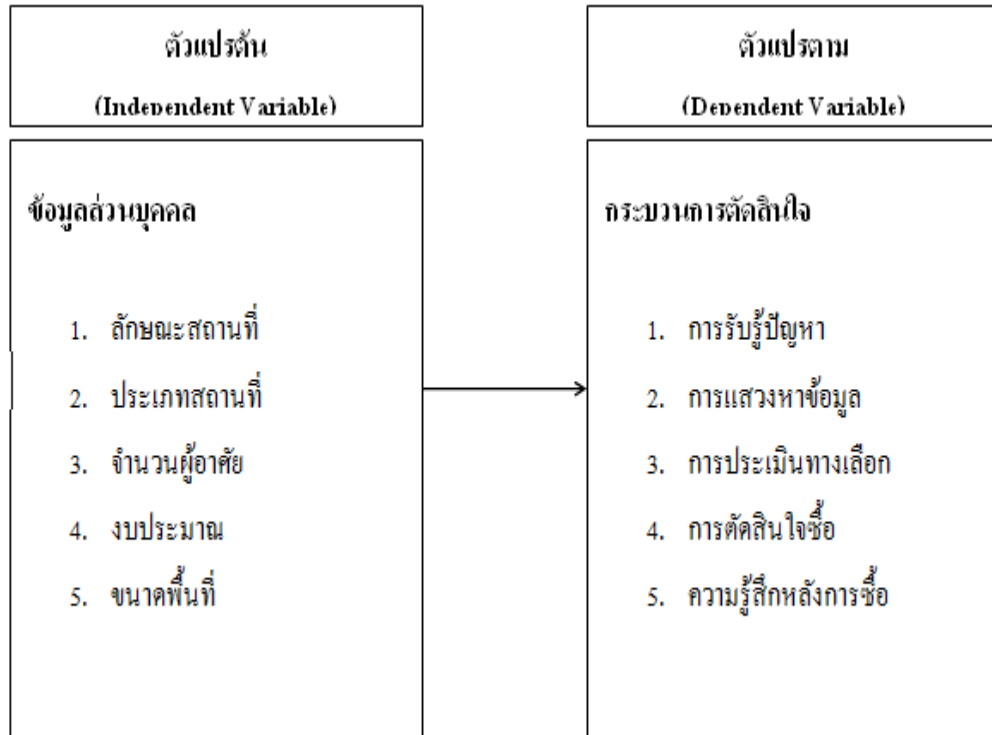 ตัวแปรต้น
(Independent Variable)
ข้อมูลส่วนบุคคล
1. ลักษณะสถานที่
2. ประเภทสถานที่
3. จำนวนผู้อาศัย
4. งบประมาณ
5. ขนาดพื้นที่
ตัวแปรตาม
(Dependent Variable)
กระบวนการตัดสินใจ
1. การรับรู้ปัญหา
2. การแสวงหาข้อมูล
3. การประเมินทางเลือก
4. การตัดสินใจซื้อ
5. ความรู้สึกหลังการซื้อ